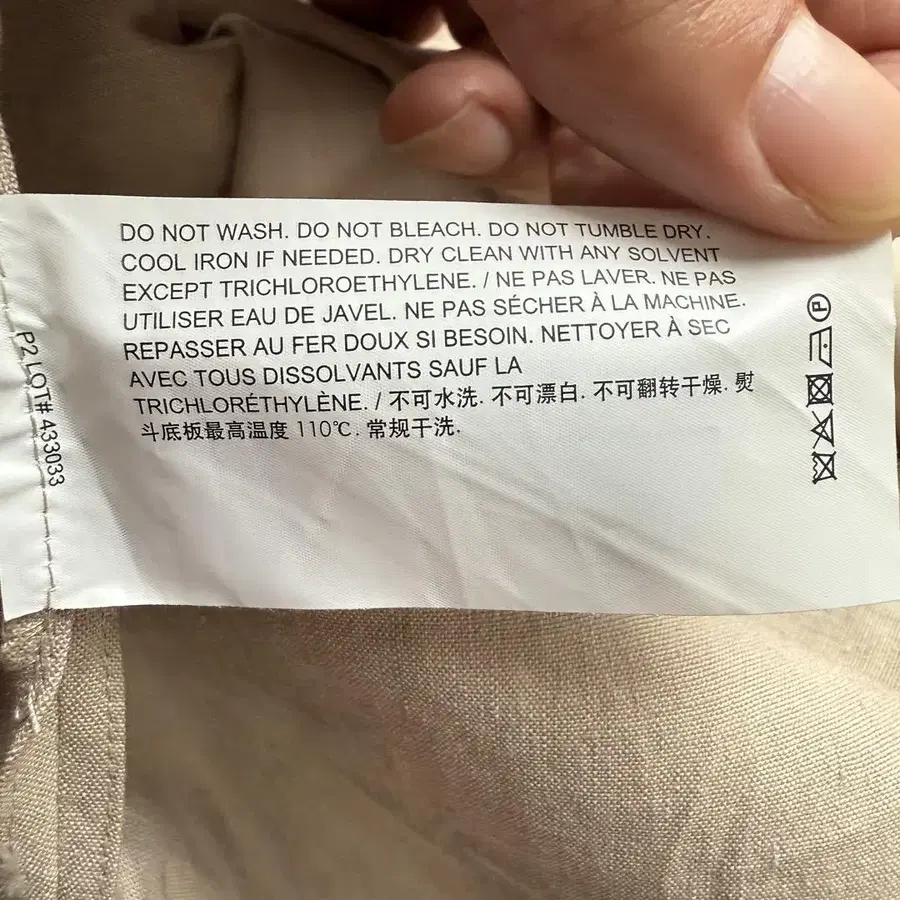 DO NOT WASH. DO NOT BLEACH. DO NOT TUMBLE DRY.
COOL IRON IF NEEDED. DRY CLEAN WITH ANY SOLVENT
EXCEPT TRICHLOROETHYLENE. / NE PAS LAVER. NE PAS
UTILISER EAU DE JAVEL. NE PAS SÉCHER À LA MACHINE.
REPASSER AU FER DOUX SI BESOIN. NETTOYER À SEC
AVEC TOUS DISSOLVANTS SAUF LA
TRICHLORÉTHYLÈNE. / 不可水洗. 不可漂白. 不可翻转干燥. 熨
斗底板最高温度 110℃. 常规干洗.
P2 LOT# 433033
P